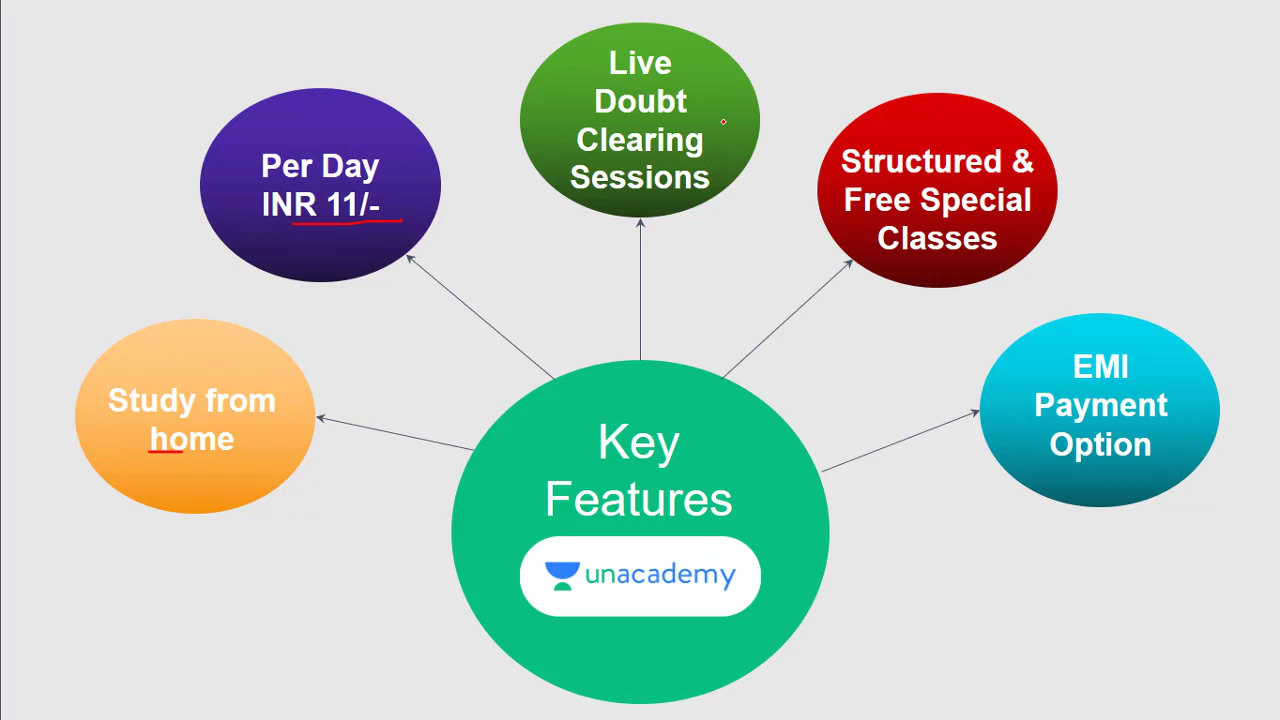 Live
Doubt
Clearing
Sessions
Per Day
INR 11/-
Structured &
Free Special
Classes
Study from
home
EMI
Payment
Option
Key
Features
unacademy